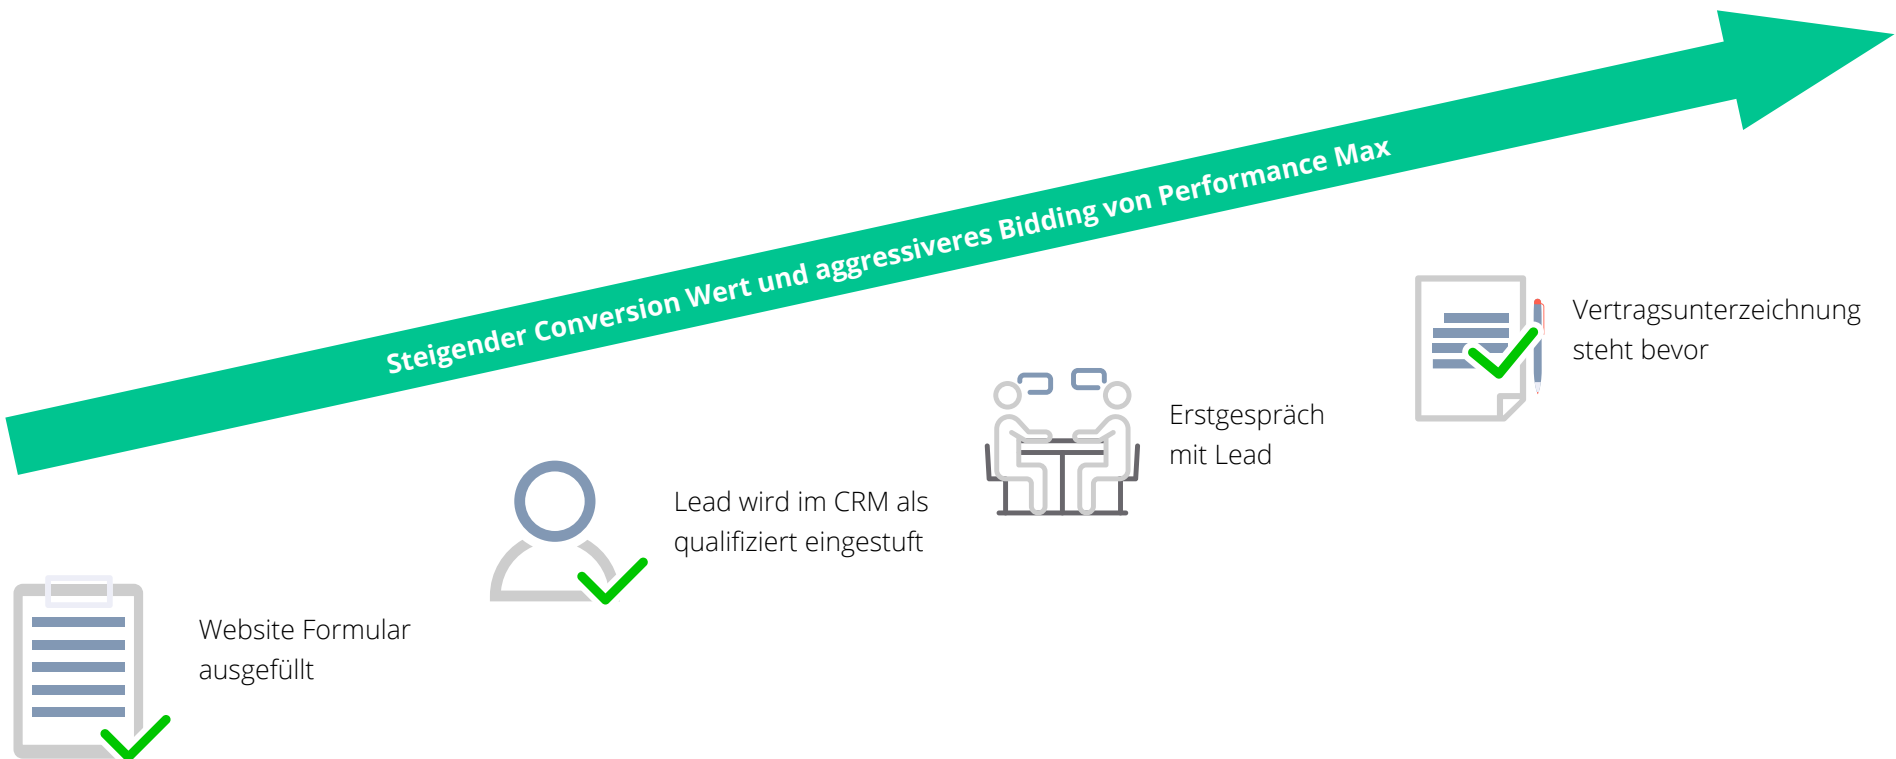 Steigender Conversion Wert und aggressiveres Bidding von Performance Max
Website Formular
ausgefüllt
Lead wird im CRM als
qualifiziert eingestuft
Erstgespräch
mit Lead
Vertragsunterzeichnung
steht bevor